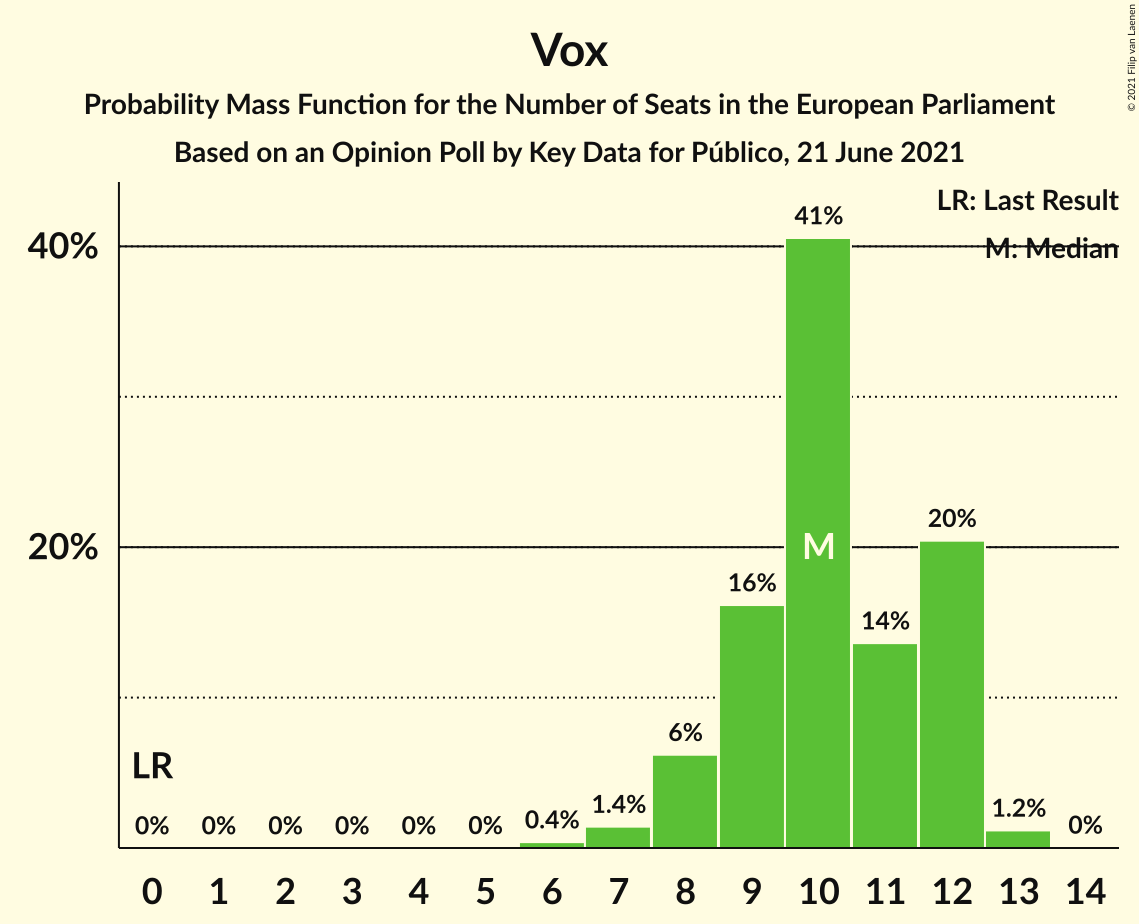 Vox
Probability Mass Function for the Number of Seats in the European Parliament
Based on an Opinion Poll by Key Data for Público, 21 June 2021
© 2021 Filip van Laenen
LR: Last Result
M: Median
40%
20%
LR
0%
0%
0%
0%
0%
0%
0.4%
1.4%
6%
16%
41%
M
14%
20%
1.2%
0%
0 1 2 3 4 5 6 7 8 9 10 11 12 13 14